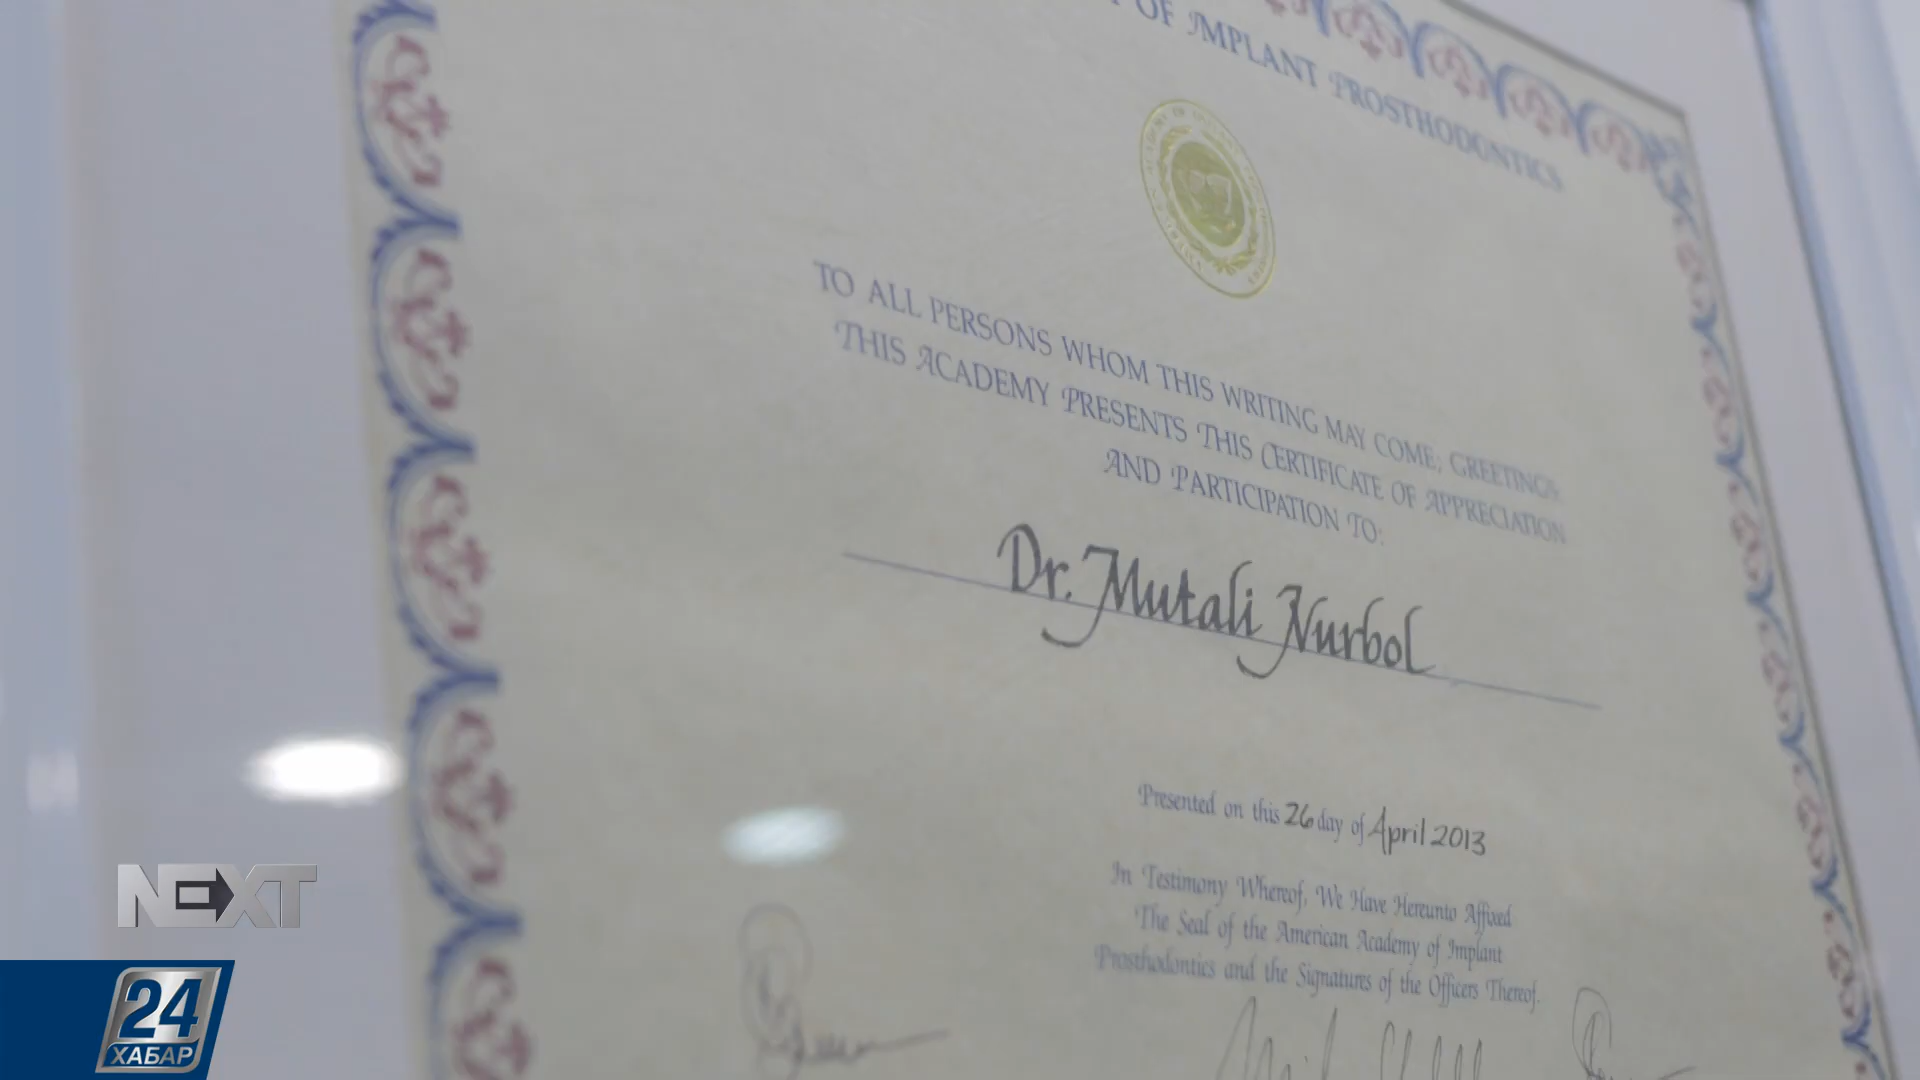 OF IMPLANT PROSTHODONTICS
TO ALL PERSONS WHOM THIS WRITING MAY COME; GREETINGS
THIS ACADEMY PRESENTS THIS CERTIFICATE OF APPRECIATION
AND PARTICIPATION TO:
Dr. Mutali Nurbol
Presented on this 26 day of April 2013
In Testimony Whereof, We Have Hereunto Affixed
The Seal of the American Academy of Implant
Prosthodontics and the Signatures of the Officers Thereof.
NEXT
24
ХАБАР